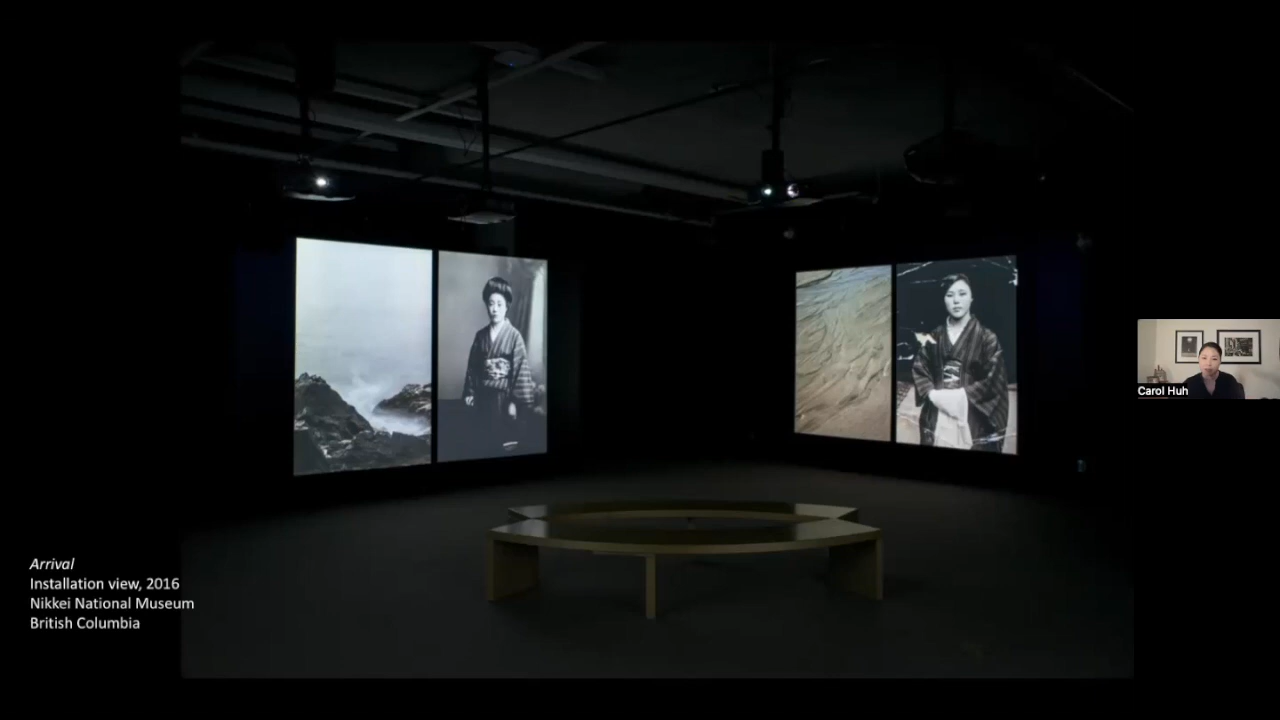 Arrival
Installation view, 2016
Nikkei National Museum
British Columbia
Carol Huh